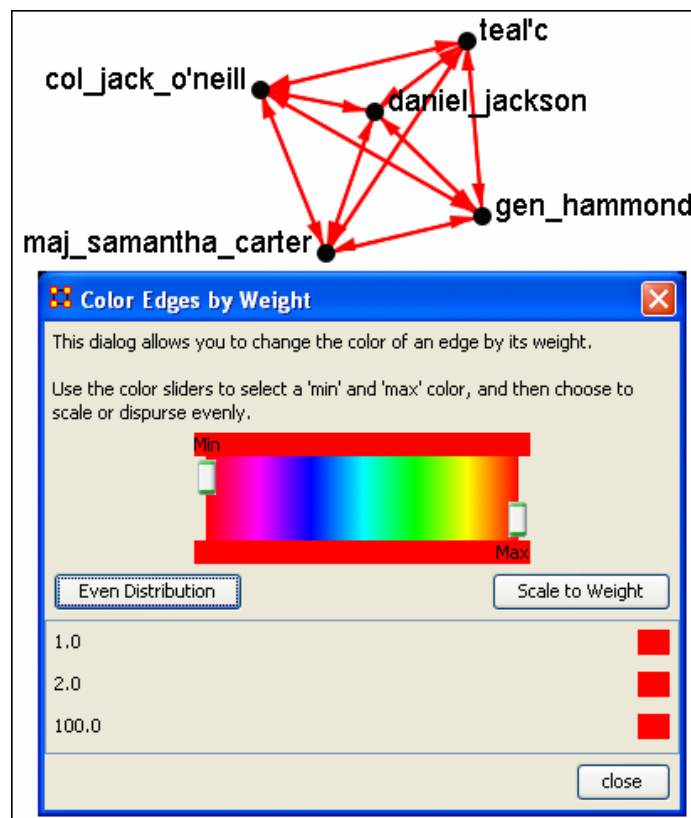 teal'c
col_jack_o'neill
daniel_jackson
gen_hammond
maj_samantha_carter
Color Edges by Weight
This dialog allows you to change the color of an edge by its weight.
Use the color sliders to select a 'min' and 'max' color, and then choose to
scale or dispurse evenly.
Min
Max
Even Distribution Scale to Weight
1.0
2.0
100.0
close